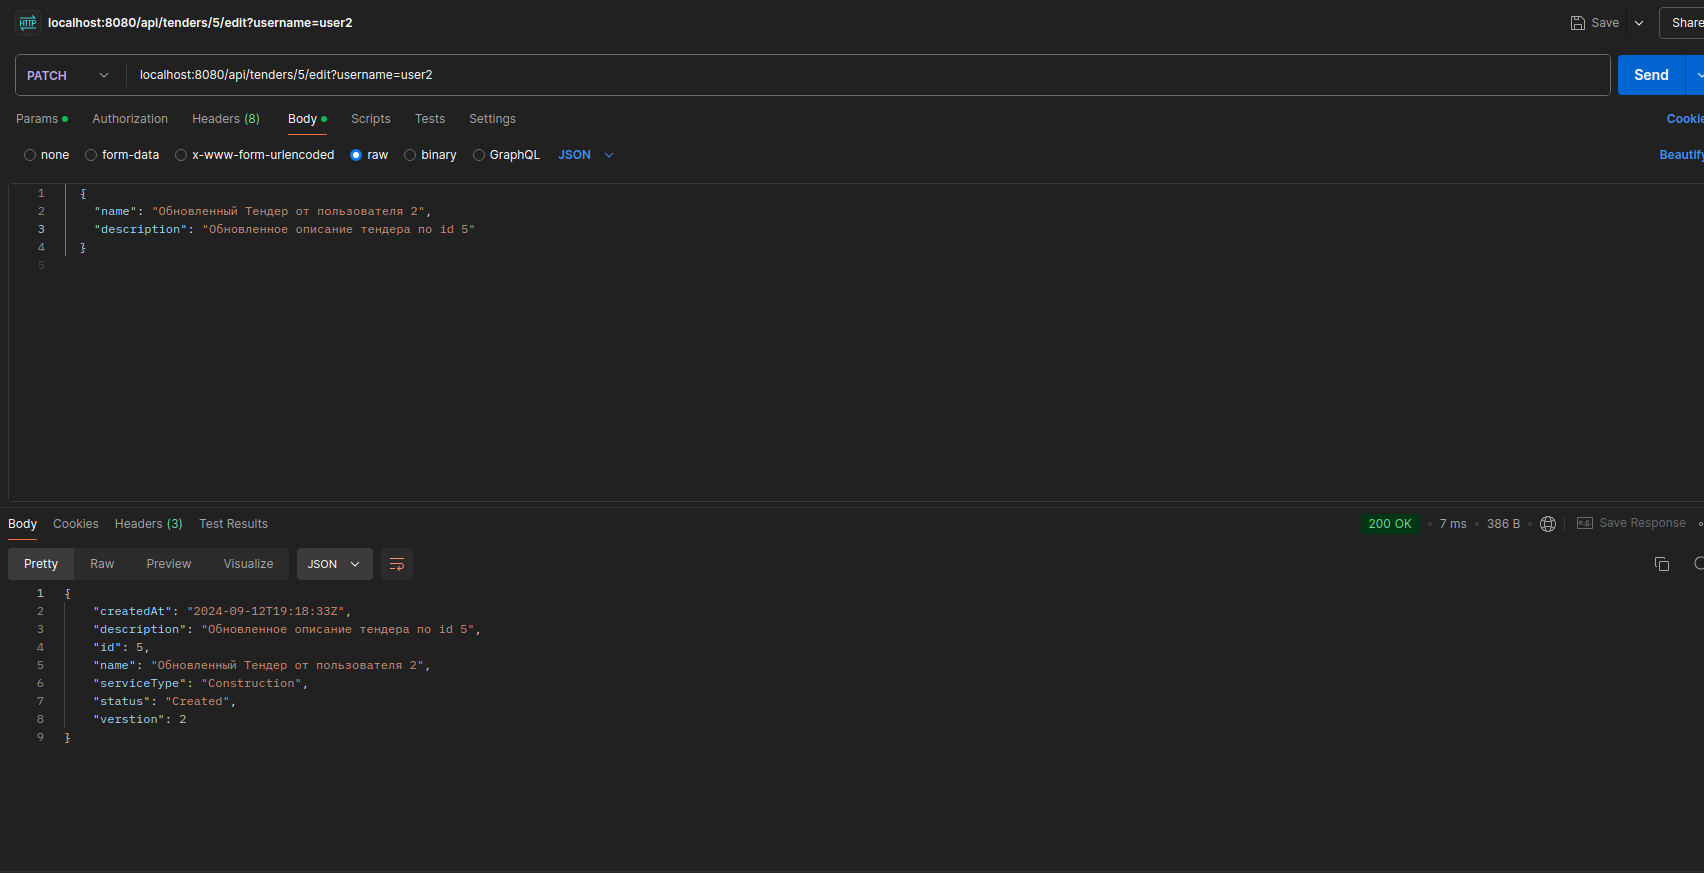 HTTP localhost:8080/api/tenders/5/edit?username=user2 Save Share
PATCH localhost:8080/api/tenders/5/edit?username=user2 Send
Params Authorization Headers (8) Body Scripts Tests Settings Cookie
none form-data x-www-form-urlencoded raw binary GraphQL JSON Beautify
1 {
2 "name": "Обновленный Тендер от пользователя 2",
3 "description": "Обновленное описание тендера по id 5"
4 }
5
Body Cookies Headers (3) Test Results 200 OK 7 ms 386 B e.g. Save Response
Pretty Raw Preview Visualize JSON
1 {
2 "createdAt": "2024-09-12T19:18:33Z",
3 "description": "Обновленное описание тендера по id 5",
4 "id": 5,
5 "name": "Обновленный Тендер от пользователя 2",
6 "serviceType": "Construction",
7 "status": "Created",
8 "verstion": 2
9 }